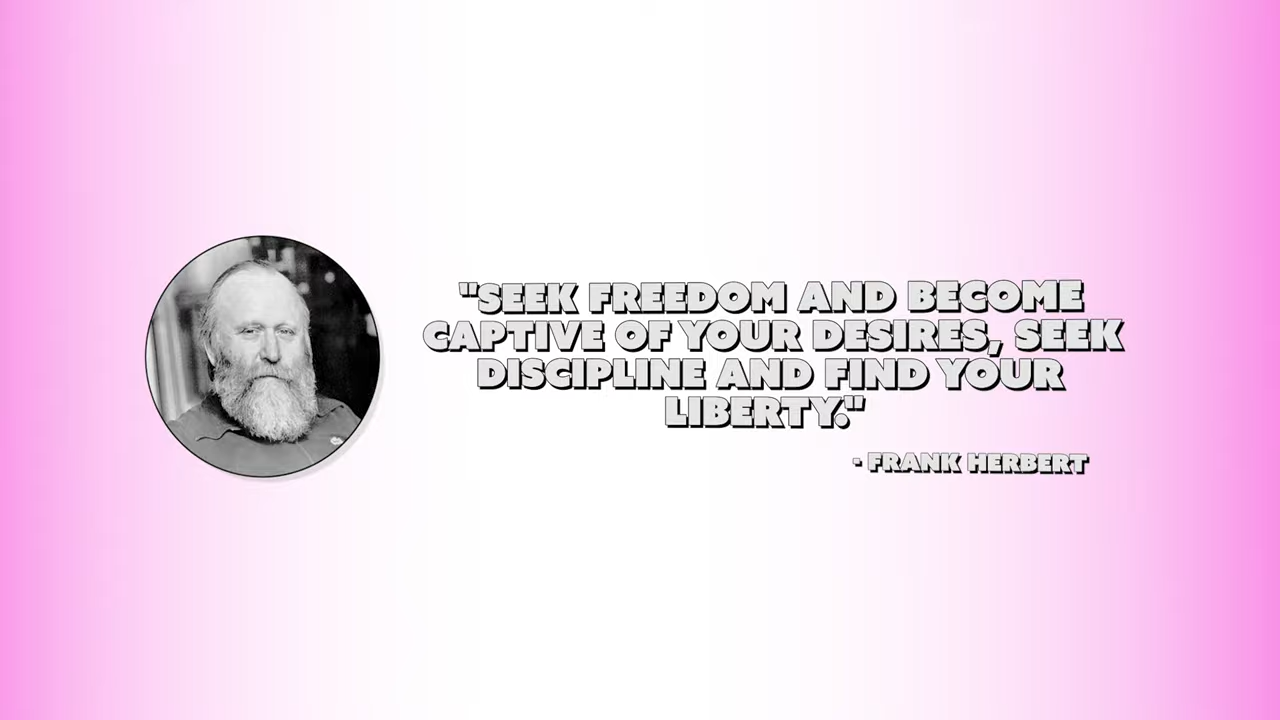 "SEEK FREEDOM AND BECOME
CAPTIVE OF YOUR DESIRES, SEEK
DISCIPLINE AND FIND YOUR
LIBERTY."
- FRANK HERBERT